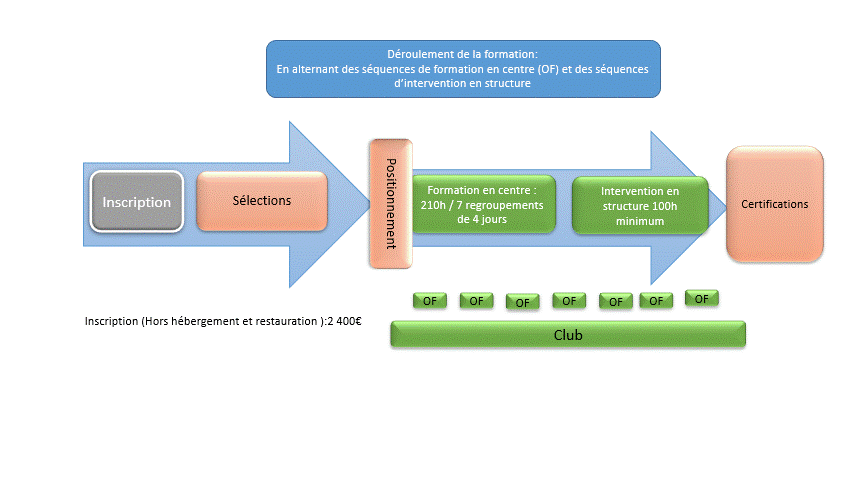 Déroulement de la formation:
En alternant des séquences de formation en centre (OF) et des séquences
d'intervention en structure
Inscription
Sélections
Positionnement
Formation en centre :
210h / 7 regroupements
de 4 jours
Intervention en
structure 100h
minimum
Certifications
OF
OF
OF
OF
OF
OF
OF
Inscription (Hors hébergement et restauration ):2 400€
Club